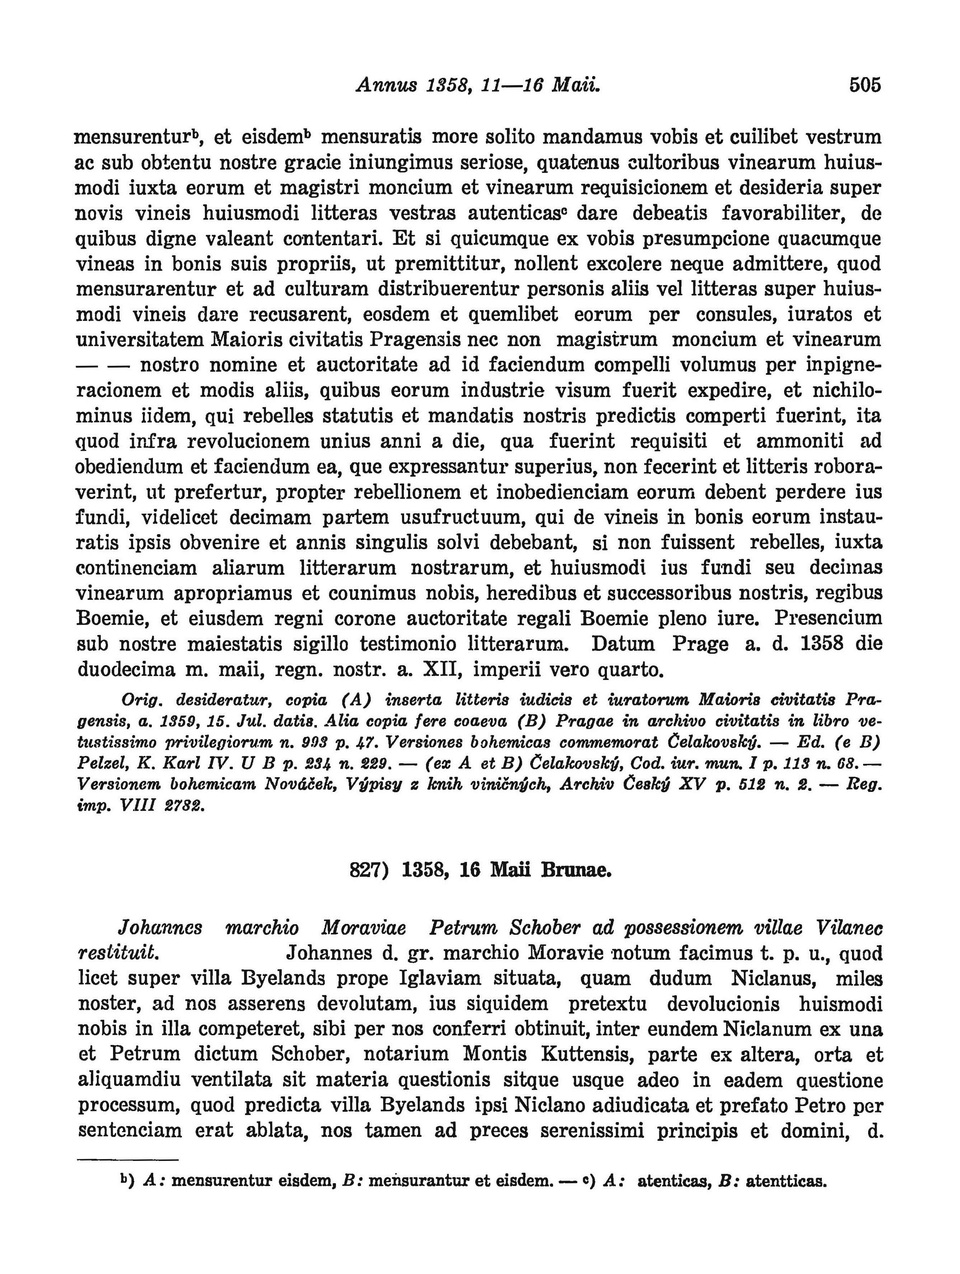 Annus 1358, 11—16 Maii. 505
mensurenturᵇ, et eisdemᵇ mensuratis more solito mandamus vobis et cuilibet vestrum
ac sub obtentu nostre gracie iniungimus seriose, quatenus cultoribus vinearum huius-
modi iuxta eorum et magistri moncium et vinearum requisicionem et desideria super
novis vineis huiusmodi litteras vestras autenticasᶜ dare debeatis favorabiliter, de
quibus digne valeant contentari. Et si quicumque ex vobis presumpcione quacumque
vineas in bonis suis propriis, ut premittitur, nollent excolere neque admittere, quod
mensurarentur et ad culturam distribuerentur personis aliis vel litteras super huius-
modi vineis dare recusarent, eosdem et quemlibet eorum per consules, iuratos et
universitatem Maioris civitatis Pragensis nec non magistrum moncium et vinearum
— — nostro nomine et auctoritate ad id faciendum compelli volumus per inpigne-
racionem et modis aliis, quibus eorum industrie visum fuerit expedire, et nichilo-
minus iidem, qui rebelles statutis et mandatis nostris predictis comperti fuerint, ita
quod infra revolucionem unius anni a die, qua fuerint requisiti et ammoniti ad
obediendum et faciendum ea, que expressantur superius, non fecerint et litteris robora-
verint, ut prefertur, propter rebellionem et inobedienciam eorum debent perdere ius
fundi, videlicet decimam partem usufructuum, qui de vineis in bonis eorum instau-
ratis ipsis obvenire et annis singulis solvi debebant, si non fuissent rebelles, iuxta
continenciam aliarum litterarum nostrarum, et huiusmodi ius fundi seu decimas
vinearum apropriamus et counimus nobis, heredibus et successoribus nostris, regibus
Boemie, et eiusdem regni corone auctoritate regali Boemie pleno iure. Presencium
sub nostre maiestatis sigillo testimonio litterarum. Datum Prage a. d. 1358 die
duodecima m. maii, regn. nostr. a. XII, imperii vero quarto.
Orig. desideratur, copia (A) inserta litteris iudicis et iuratorum Maioris civitatis Pra-
gensis, a. 1359, 15. Jul. datis. Alia copia fere coaeva (B) Pragae in archivo civitatis in libro ve-
tustissimo privilegiorum n. 993 p. 47. Versiones bohemicas commemorat Čelakovský. — Ed. (e B)
Pelzel, K. Karl IV. U B p. 234 n. 229. — (ex A et B) Čelakovský, Cod. iur. mun. I p. 113 n. 68. —
Versionem bohemicam Nováček, Výpisy z knih viničných, Archiv Český XV p. 512 n. 2. — Reg.
imp. VIII 2782.
827) 1358, 16 Maii Brunae.
Johannes marchio Moraviae Petrum Schober ad possessionem villae Vilanec
restituit. Johannes d. gr. marchio Moravie notum facimus t. p. u., quod
licet super villa Byelands prope Iglaviam situata, quam dudum Niclanus, miles
noster, ad nos asserens devolutam, ius siquidem pretextu devolucionis huismodi
nobis in illa competeret, sibi per nos conferri obtinuit, inter eundem Niclanum ex una
et Petrum dictum Schober, notarium Montis Kuttensis, parte ex altera, orta et
aliquamdiu ventilata sit materia questionis sitque usque adeo in eadem questione
processum, quod predicta villa Byelands ipsi Niclano adiudicata et prefato Petro per
sentenciam erat ablata, nos tamen ad preces serenissimi principis et domini, d.
ᵇ) A: mensurentur eisdem, B: mensurantur et eisdem. — ᶜ) A: atenticas, B: atentticas.